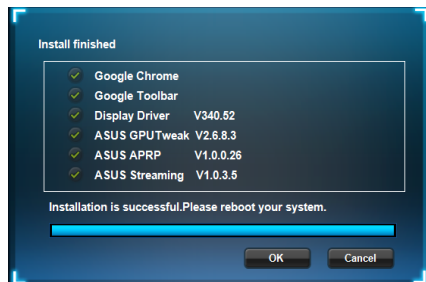 Install finished
Google Chrome
Google Toolbar
Display Driver V340.52
ASUS GPUTweak V2.6.8.3
ASUS APRP V1.0.0.26
ASUS Streaming V1.0.3.5
Installation is successful.Please reboot your system.
OK Cancel